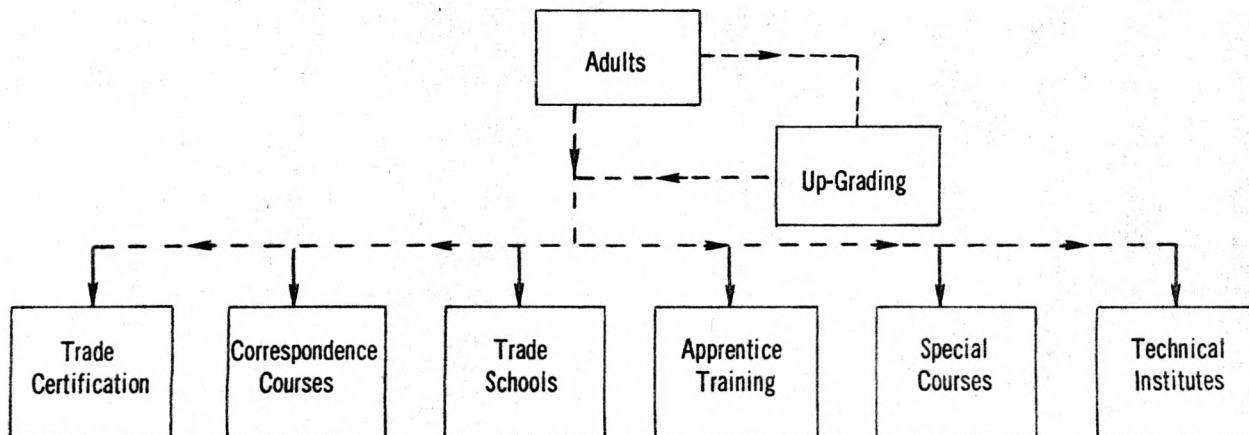 Adults
Up-Grading
Trade
Certification
Correspondence
Courses
Trade
Schools
Apprentice
Training
Special
Courses
Technical
Institutes